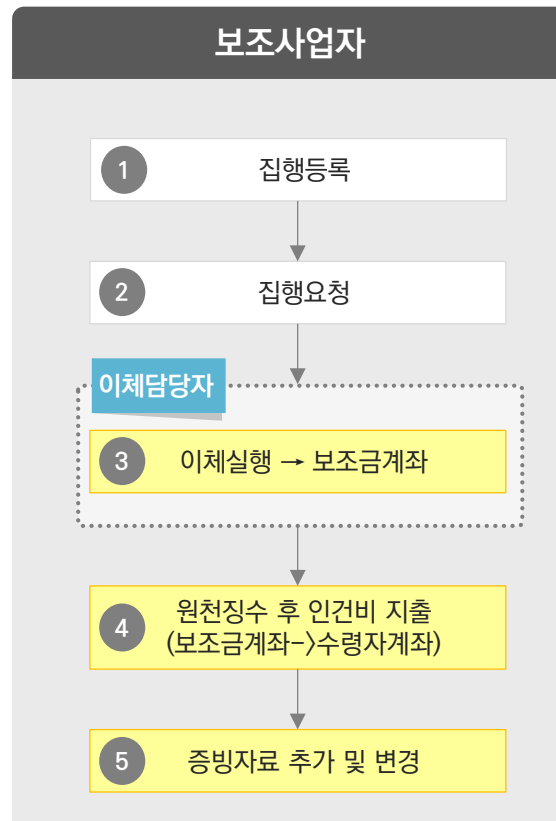 보조사업자
1 집행등록
2 집행요청
이체담당자
3 이체실행 → 보조금계좌
4 원천징수 후 인건비 지출
(보조금계좌->수령자계좌)
5 증빙자료 추가 및 변경